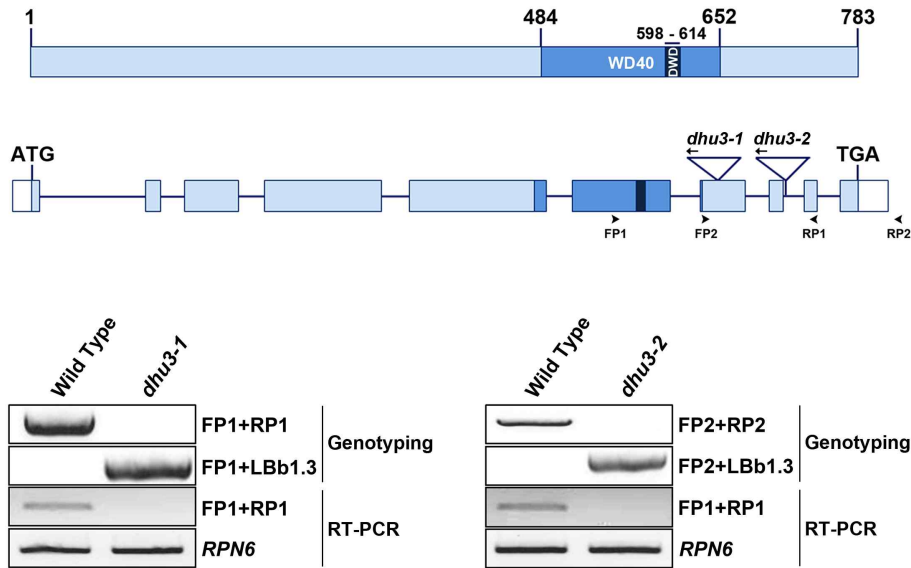 1 484 652 783
598 - 614
WD40
DWD
dhu3-1 dhu3-2
ATG TGA
FP1 FP2 RP1 RP2
Wild Type dhu3-1
FP1+RP1
FP1+LBb1.3
Genotyping
FP1+RP1
RPN6
RT-PCR
Wild Type dhu3-2
FP2+RP2
FP2+LBb1.3
Genotyping
FP1+RP1
RPN6
RT-PCR